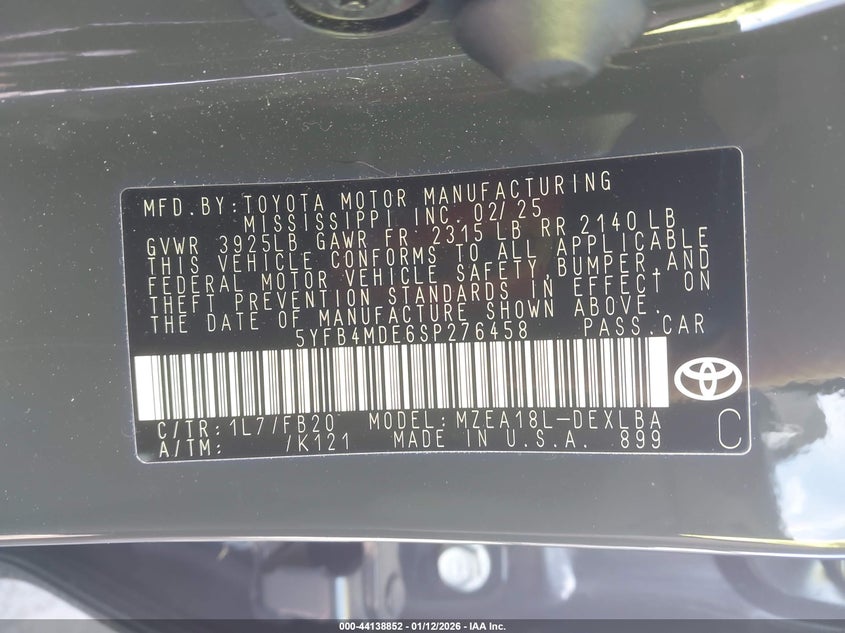 MFD.BY:TOYOTA MOTOR MANUFACTURING
MISSISSIPPI INC. 02/25
GVWR 3925LB GAWR FR 2315 LB RR 2140 LB
THIS VEHICLE CONFORMS TO ALL APPLICABLE
FEDERAL MOTOR VEHICLE SAFETY,BUMPER,AND
THEFT PREVENTION STANDARDS IN EFFECT ON
THE DATE OF MANUFACTURE SHOWN ABOVE.
5YFB4MDE6SP276458 PASS.CAR
C/TR: 1L7/FB20 MODEL: MZEA18L-DEXLBA
A/TM: /K121 MADE IN U.S.A. 899
C
000-44138852 - 01/12/2026 - IAA Inc.